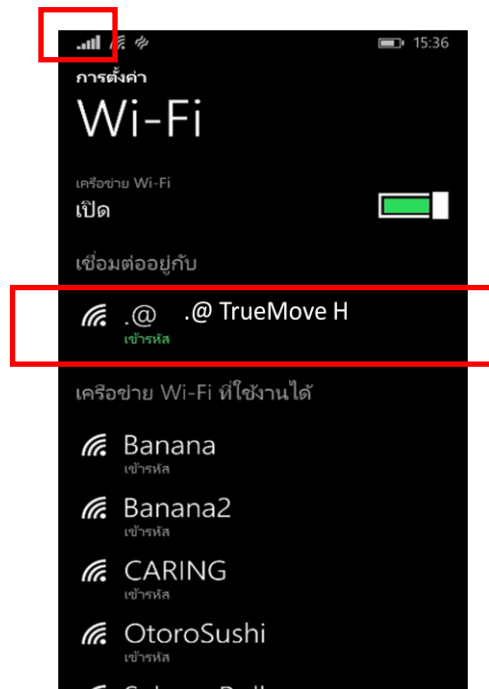 15:36
การตั้งค่า
Wi-Fi
เครือข่าย Wi-Fi
เปิด
เชื่อมต่ออยู่กับ
.@ .@ TrueMove H
เข้ารหัส
เครือข่าย Wi-Fi ที่ใช้งานได้
Banana
เข้ารหัส
Banana2
เข้ารหัส
CARING
เข้ารหัส
OtoroSushi
เข้ารหัส